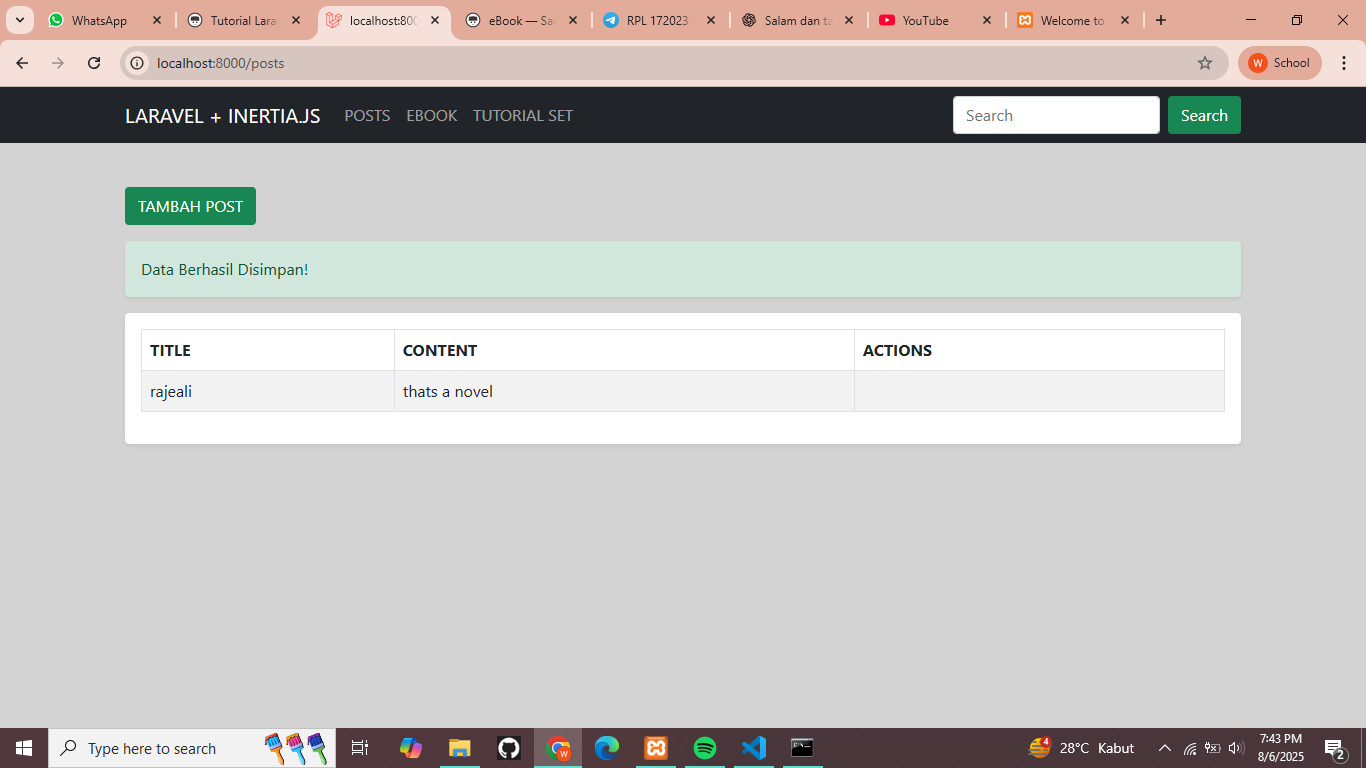 WhatsApp
Tutorial Lara
localhost:800
eBook — Sa
RPL 172023
Salam dan ta
YouTube
Welcome to
localhost:8000/posts
W School
LARAVEL + INERTIA.JS POSTS EBOOK TUTORIAL SET Search Search
TAMBAH POST
Data Berhasil Disimpan!
TITLE CONTENT ACTIONS
rajeali thats a novel
Type here to search
W
4
28°C Kabut
7:43 PM
8/6/2025
2